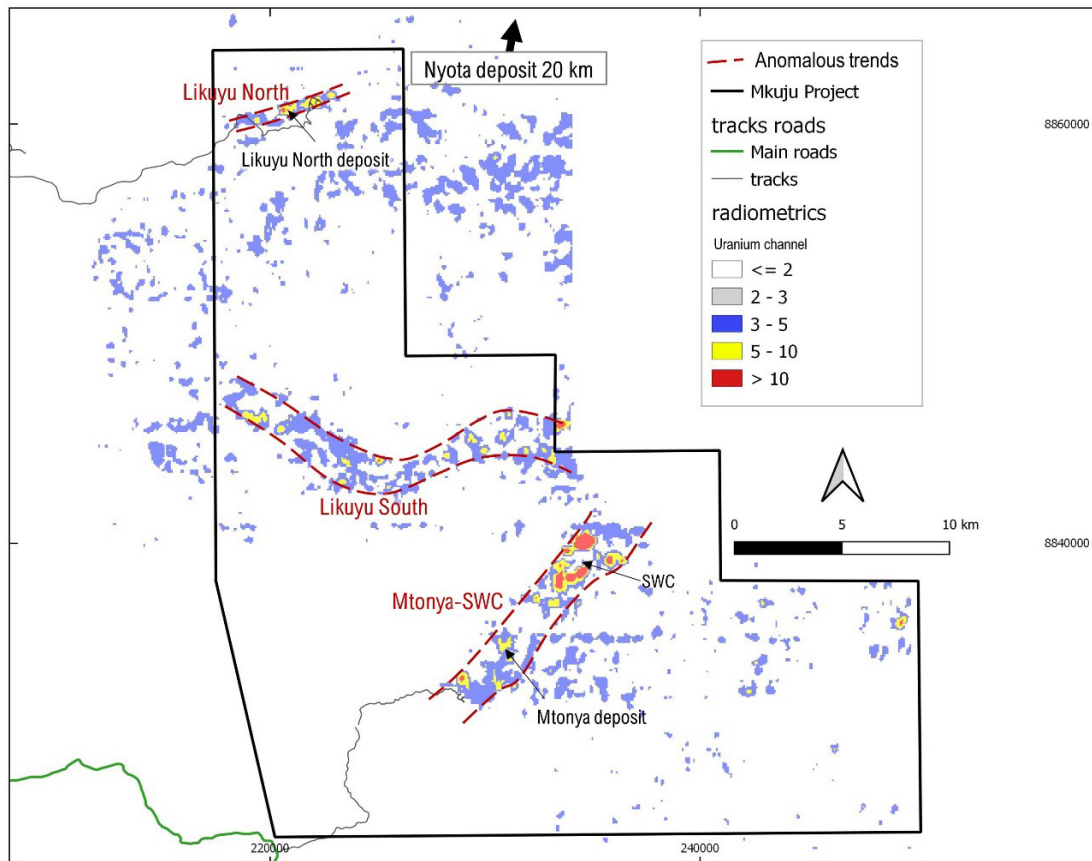 Nyota deposit 20 km
Likuyu North
Likuyu North deposit
Anomalous trends
Mkuju Project
tracks roads
Main roads
tracks
radiometrics
Uranium channel
<= 2
2 - 3
3 - 5
5 - 10
> 10
8860000
Likuyu South
0 5 10 km
8840000
SWC
Mtonya-SWC
Mtonya deposit
220000 240000